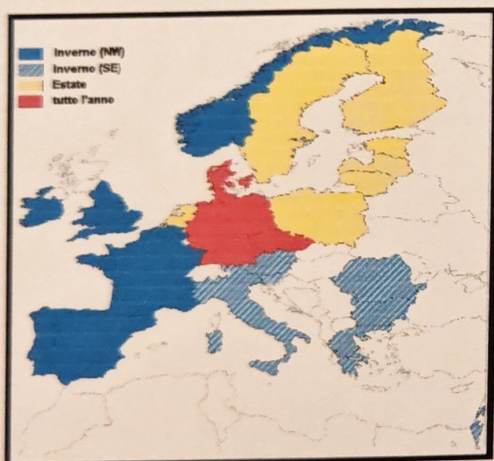 Inverno (NW)
Inverno (SE)
Estate
tutto l'anno